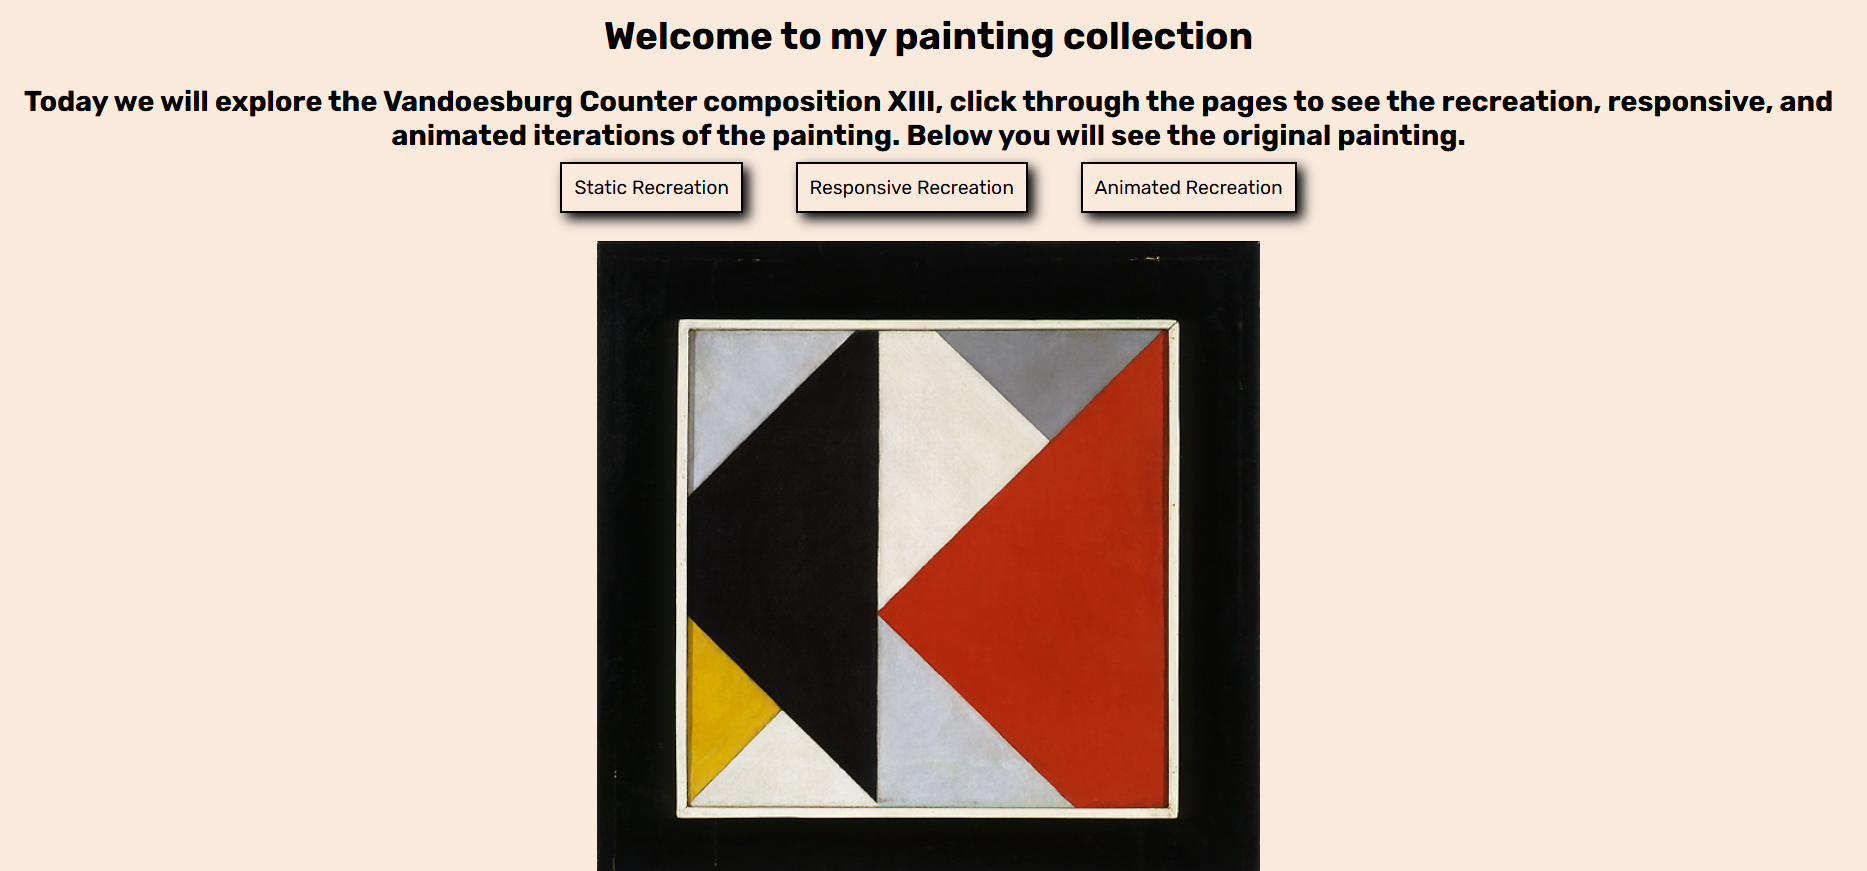 Welcome to my painting collection
Today we will explore the Vandoesburg Counter composition XIII, click through the pages to see the recreation, responsive, and
animated iterations of the painting. Below you will see the original painting.
Static Recreation
Responsive Recreation
Animated Recreation